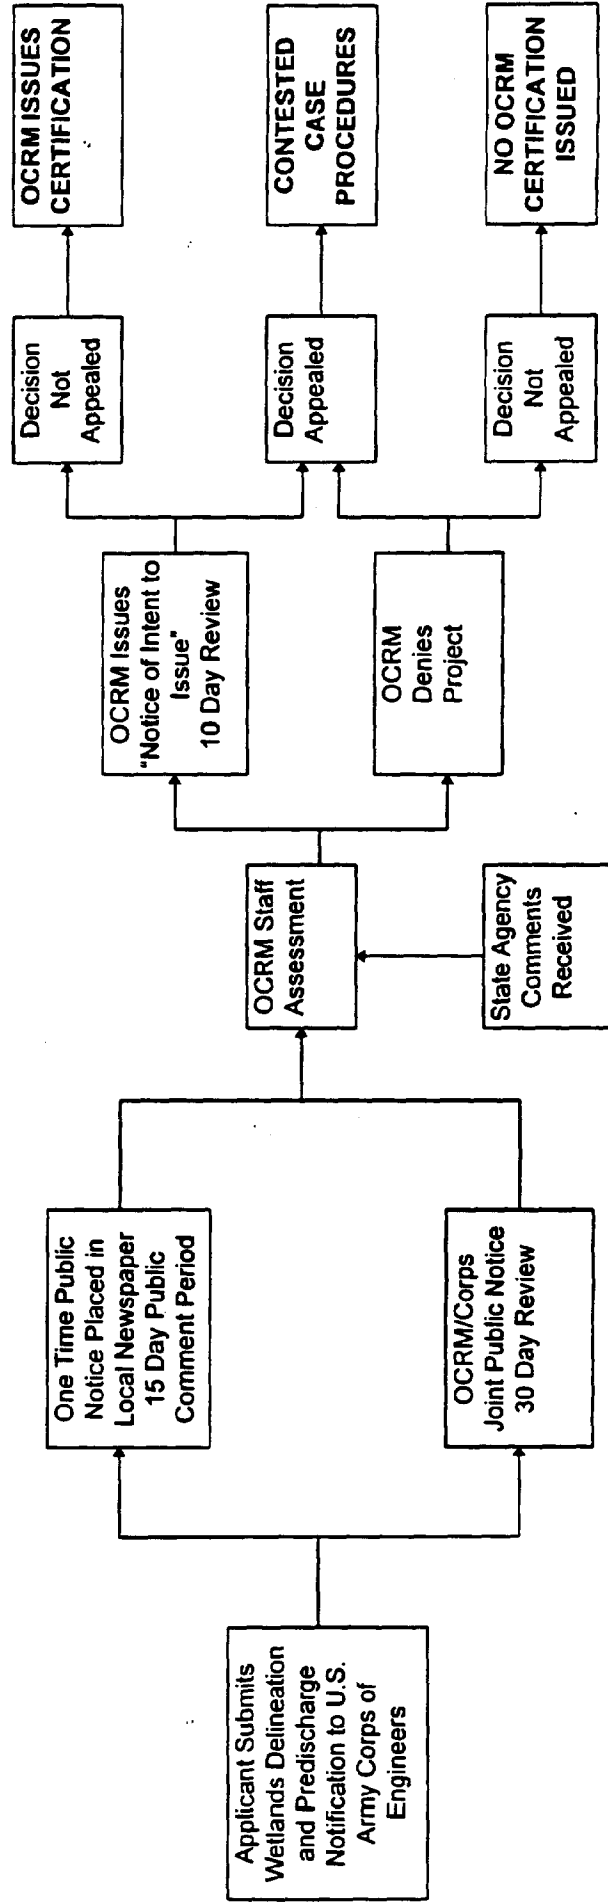 Applicant Submits
Wetlands Delineation
and Predischarge
Notification to U.S.
Army Corps of
Engineers
One Time Public
Notice Placed in
Local Newspaper
15 Day Public
Comment Period
OCRM/Corps
Joint Public Notice
30 Day Review
OCRM Staff
Assessment
State Agency
Comments
Received
OCRM Issues
"Notice of Intent to
Issue"
10 Day Review
OCRM
Denies
Project
Decision
Not
Appealed
Decision
Appealed
Decision
Not
Appealed
OCRM ISSUES
CERTIFICATION
CONTESTED
CASE
PROCEDURES
NO OCRM
CERTIFICATION
ISSUED